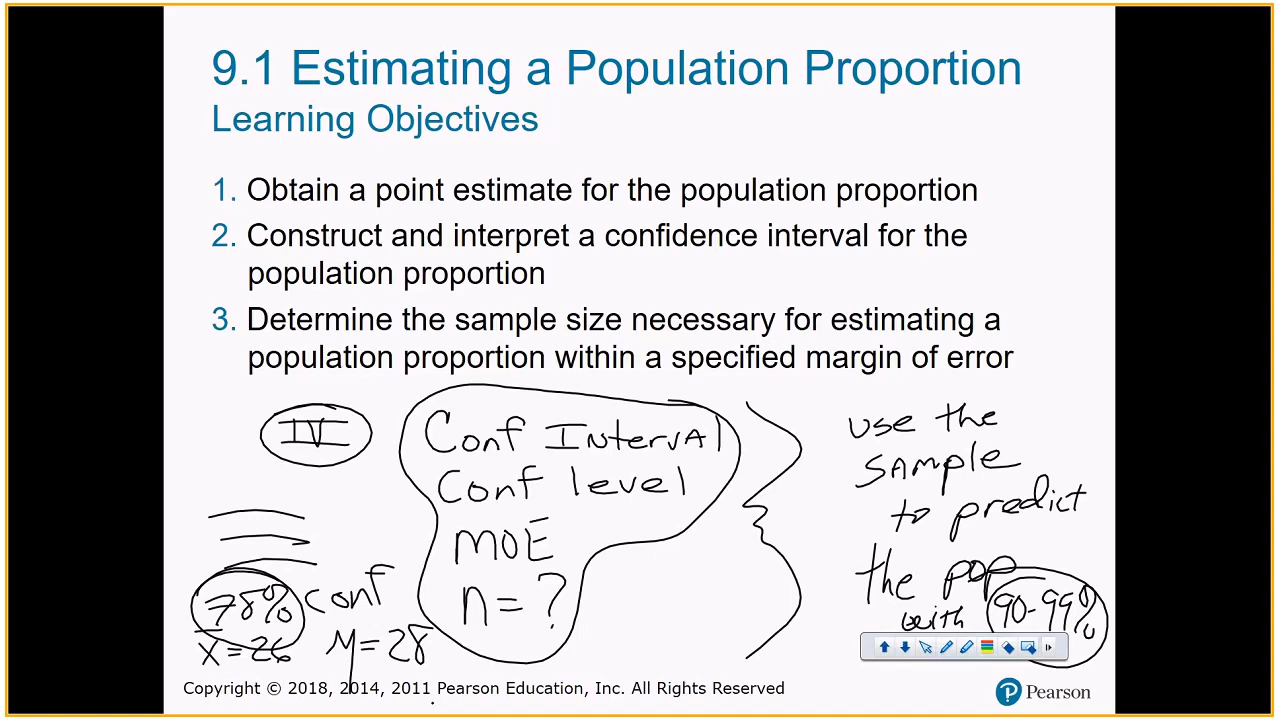 9.1 Estimating a Population Proportion
Learning Objectives
1. Obtain a point estimate for the population proportion
2. Construct and interpret a confidence interval for the
population proportion
3. Determine the sample size necessary for estimating a
population proportion within a specified margin of error
IV
Conf Interval
Conf level
MOE
n = ?
use the
sample
to predict
the pop
with 90-99%
78% conf
x̄ = 26 μ = 28
Copyright © 2018, 2014, 2011 Pearson Education, Inc. All Rights Reserved
Pearson